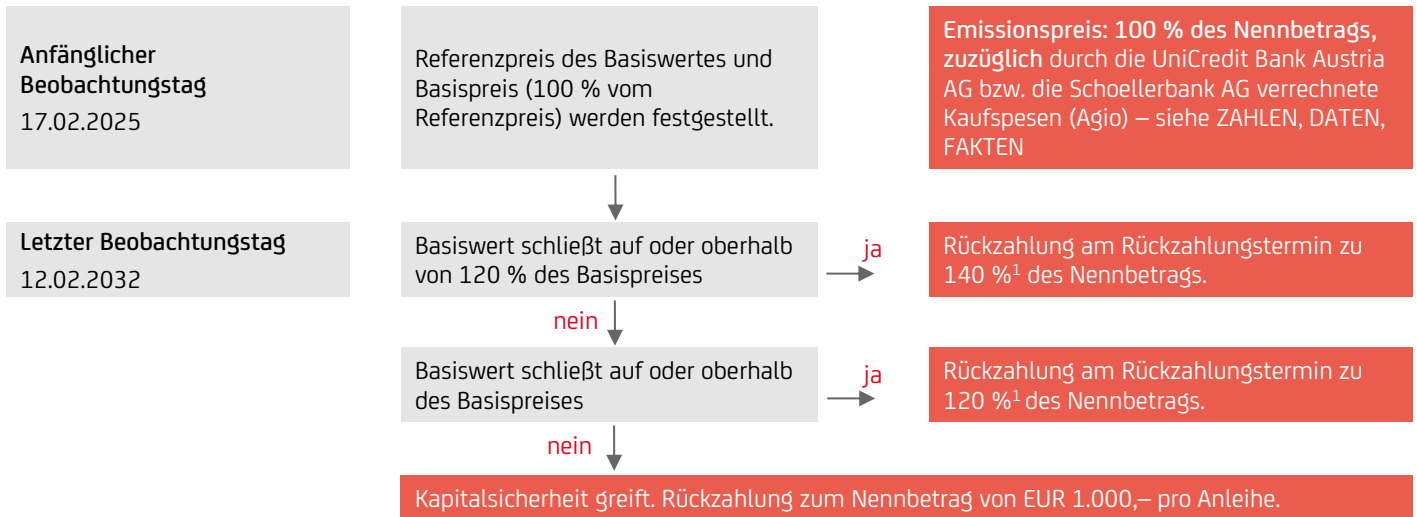 Anfänglicher
Beobachtungstag
17.02.2025
Referenzpreis des Basiswertes und
Basispreis (100 % vom
Referenzpreis) werden festgestellt.
Emissionspreis: 100 % des Nennbetrags,
zuzüglich durch die UniCredit Bank Austria
AG bzw. die Schoellerbank AG verrechnete
Kaufspesen (Agio) – siehe ZAHLEN, DATEN,
FAKTEN
Letzter Beobachtungstag
12.02.2032
Basiswert schließt auf oder oberhalb
von 120 % des Basispreises
ja
Rückzahlung am Rückzahlungstermin zu
140 %¹ des Nennbetrags.
nein
Basiswert schließt auf oder oberhalb
des Basispreises
ja
Rückzahlung am Rückzahlungstermin zu
120 %¹ des Nennbetrags.
nein
Kapitalsicherheit greift. Rückzahlung zum Nennbetrag von EUR 1.000,– pro Anleihe.